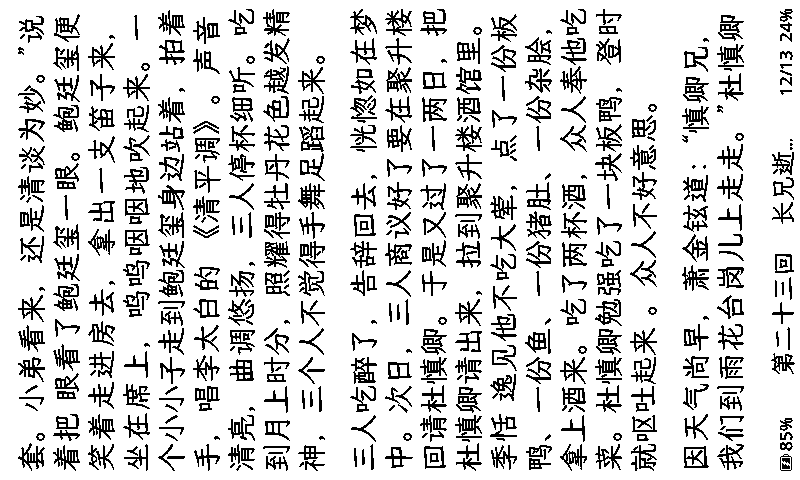 套。小弟看来，还是清谈为妙。”说
着把 眼看了鲍廷玺一眼。鲍廷玺便
笑着走进房去，拿出一支笛子来，
坐在席上，呜呜咽咽地吹起来。一
个小小子走到鲍廷玺身边站着，拍着
手，唱李太白的 《清平调》。声音
清亮，曲调悠扬，三人停杯细听。吃
到月上时分，照耀得牡丹花色越发精
神，三个人不觉得手舞足蹈起来。
三人吃醉了，告辞回去，恍惚如在梦
中。次日，三人商议好了要在聚升楼
回请杜慎卿。于是又过了一两日，把
杜慎卿请出来，拉到聚升楼酒馆里。
季恬 逸见他不吃大荤，点了一份板
鸭、一份鱼、一份猪肚、一份杂脍，
拿上酒来。吃了两杯酒，众人奉他吃
菜。杜慎卿勉强吃了一块板鸭，登时
就呕吐起来 。众人不好意思。
因天气尚早，萧金铉道：“慎卿兄，
我们到雨花台岗儿上走走。”杜慎卿
85% 第二十三回 长兄逝... 12/13 24%